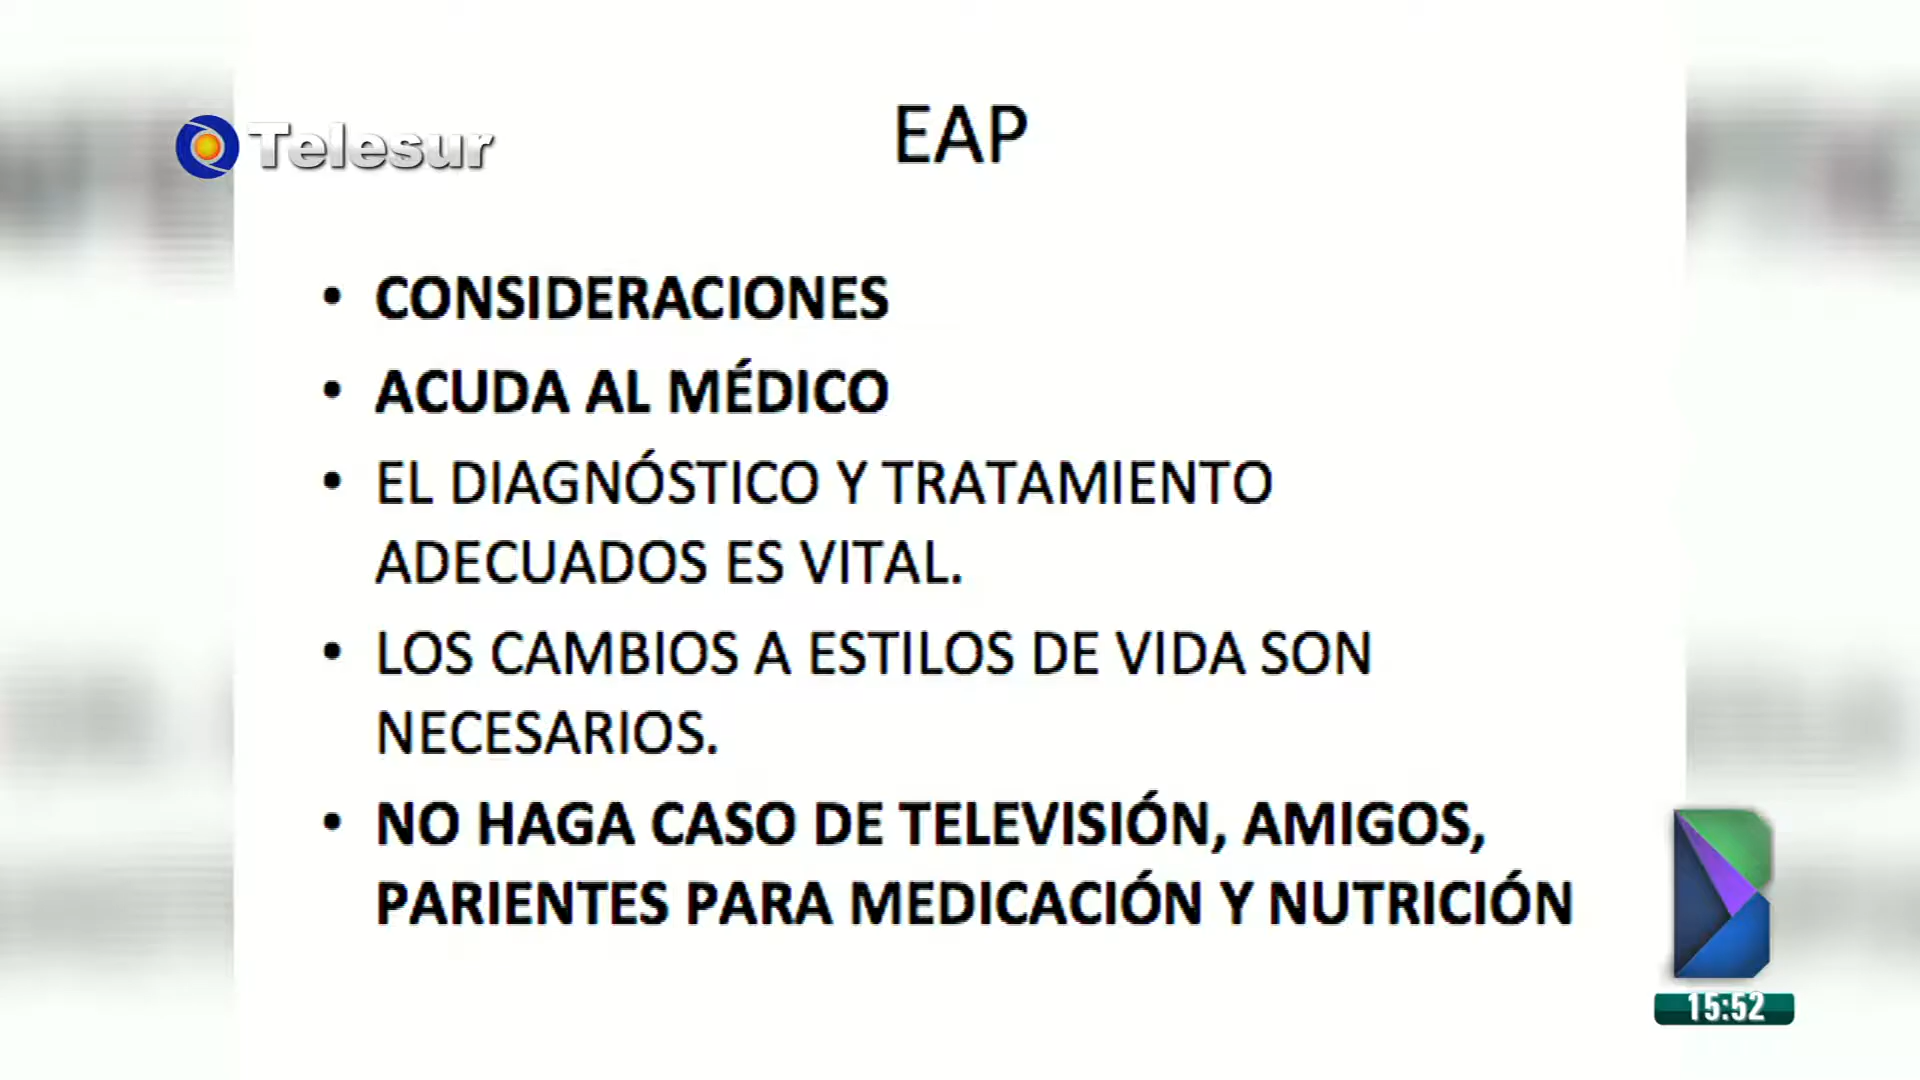 Telesur
EAP
• CONSIDERACIONES
• ACUDA AL MÉDICO
• EL DIAGNÓSTICO Y TRATAMIENTO
ADECUADOS ES VITAL.
• LOS CAMBIOS A ESTILOS DE VIDA SON
NECESARIOS.
• NO HAGA CASO DE TELEVISIÓN, AMIGOS,
PARIENTES PARA MEDICACIÓN Y NUTRICIÓN
15:52